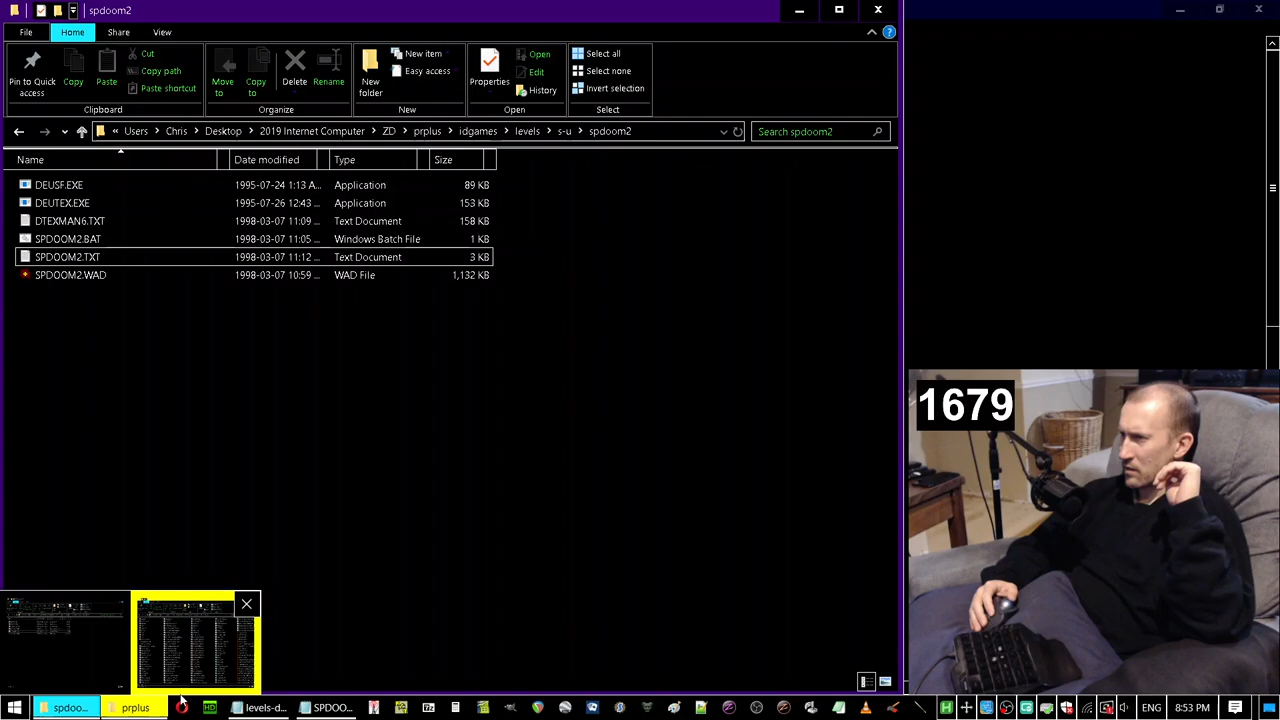 spdoom2
File Home Share View
Pin to Quick access
Copy
Paste
Cut
Copy path
Paste shortcut
Move to
Copy to
Delete
Rename
New folder
New item
Easy access
Properties
Open
Edit
History
Select all
Select none
Invert selection
Clipboard Organize New Open Select
« Users › Chris › Desktop › 2019 Internet Computer › ZD › prplus › idgames › levels › s-u › spdoom2
Search spdoom2
Name Date modified Type Size
DEUSF.EXE 1995-07-24 1:13 A... Application 89 KB
DEUTEX.EXE 1995-07-26 12:43 ... Application 153 KB
DTEXMAN6.TXT 1998-03-07 11:09 ... Text Document 158 KB
SPDOOM2.BAT 1998-03-07 11:05 ... Windows Batch File 1 KB
SPDOOM2.TXT 1998-03-07 11:12 ... Text Document 3 KB
SPDOOM2.WAD 1998-03-07 10:59 ... WAD File 1,132 KB
1679
spdoo... prplus HD levels-d... SPDOO... ENG 8:53 PM